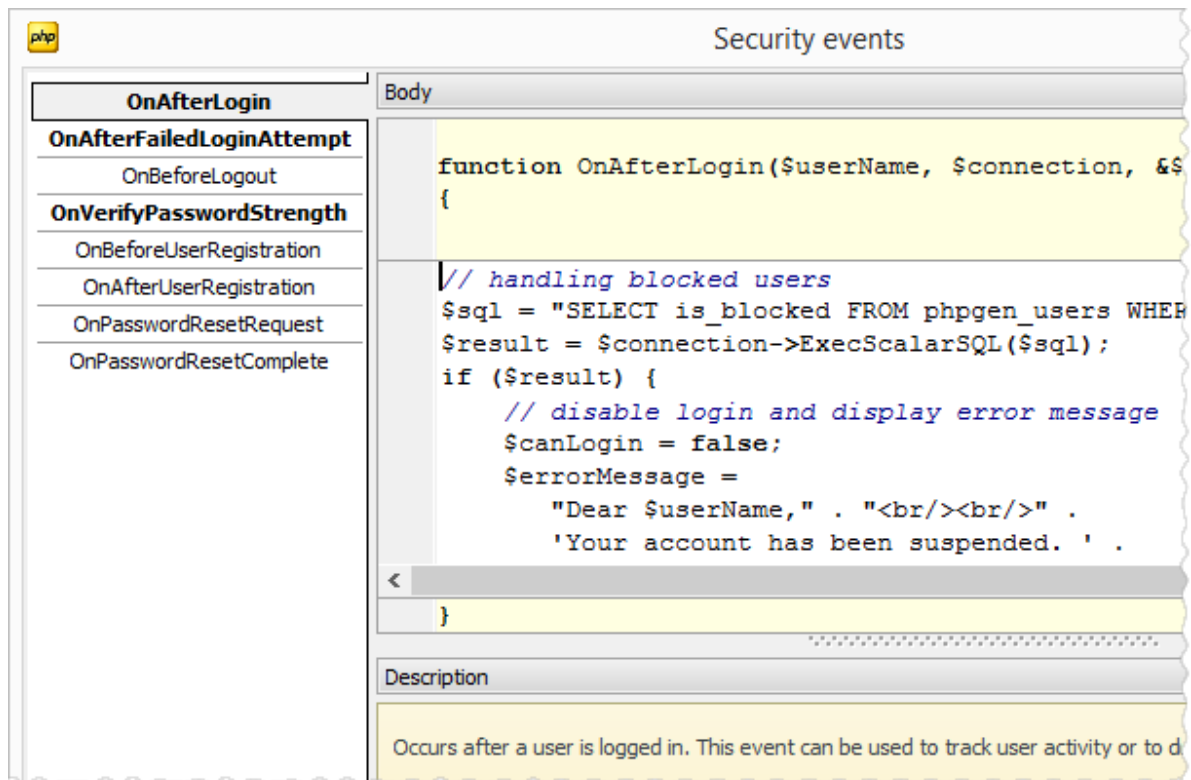 php
Security events
OnAfterLogin
OnAfterFailedLoginAttempt
OnBeforeLogout
OnVerifyPasswordStrength
OnBeforeUserRegistration
OnAfterUserRegistration
OnPasswordResetRequest
OnPasswordResetComplete
Body
function OnAfterLogin($userName, $connection, &$
{
// handling blocked users
$sql = "SELECT is_blocked FROM phpgen_users WHER
$result = $connection->ExecScalarSQL($sql);
if ($result) {
// disable login and display error message
$canLogin = false;
$errorMessage =
"Dear $userName," . "<br/><br/>" .
'Your account has been suspended. ' .
}
Description
Occurs after a user is logged in. This event can be used to track user activity or to d